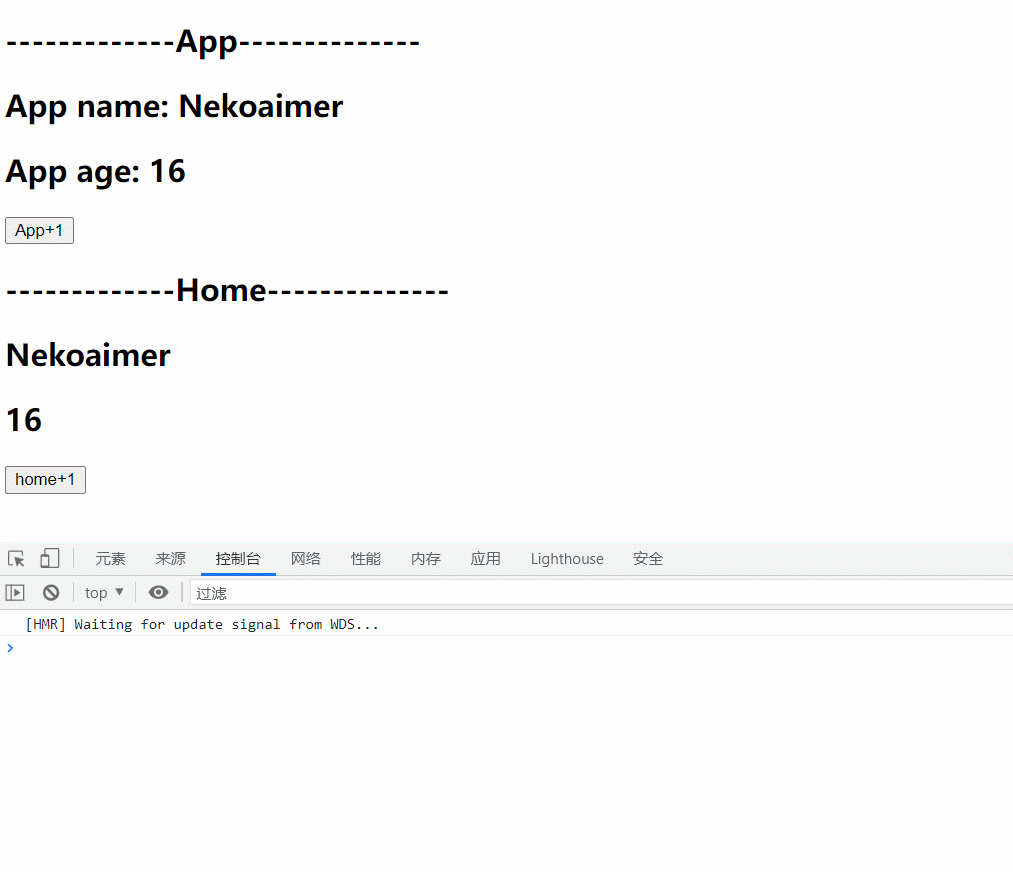 -------------App--------------
App name: Nekoaimer
App age: 16
App+1
-------------Home--------------
Nekoaimer
16
home+1
元素 来源 控制台 网络 性能 内存 应用 Lighthouse 安全
top ▼ 过滤
[HMR] Waiting for update signal from WDS...
>